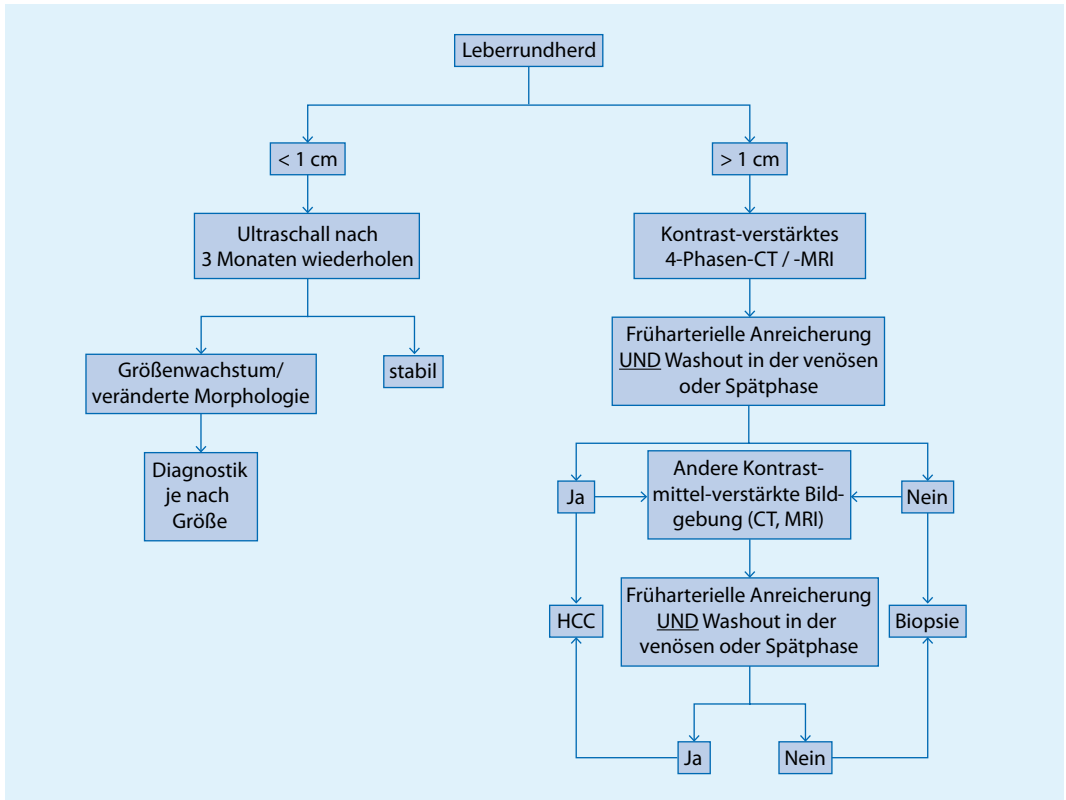 Leberrundherd
< 1 cm
> 1 cm
Ultraschall nach
3 Monaten wiederholen
Kontrast-verstärktes
4-Phasen-CT / -MRI
Größenwachstum/
veränderte Morphologie
stabil
Früharterielle Anreicherung
UND Washout in der venösen
oder Spätphase
Diagnostik
je nach
Größe
Ja
Andere Kontrast-
mittel-verstärkte Bild-
gebung (CT, MRI)
Nein
HCC
Früharterielle Anreicherung
UND Washout in der
venösen oder Spätphase
Biopsie
Ja
Nein